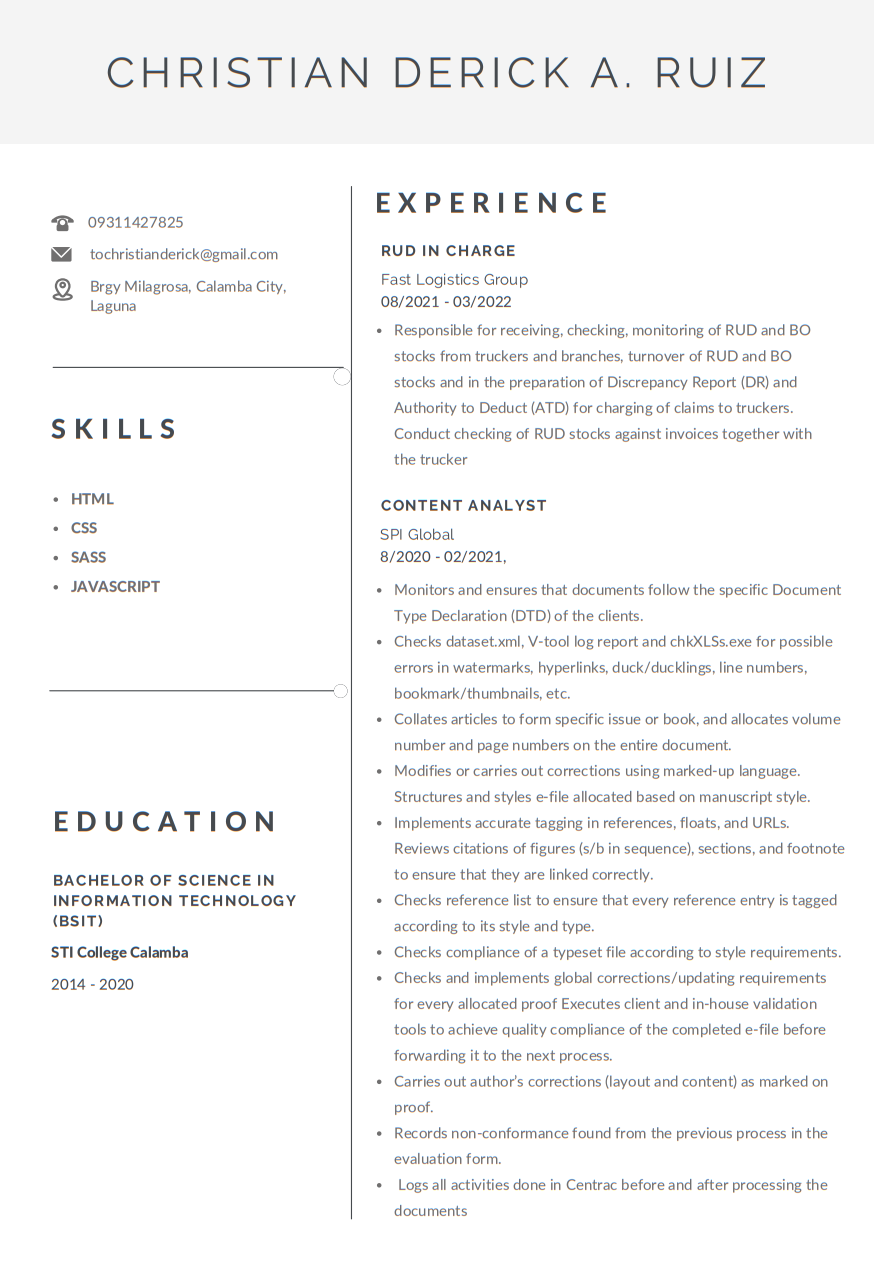 CHRISTIAN DERICK A. RUIZ
09311427825
tochristianderick@gmail.com
Brgy Milagrosa, Calamba City,
Laguna
SKILLS
• HTML
• CSS
• SASS
• JAVASCRIPT
EDUCATION
BACHELOR OF SCIENCE IN
INFORMATION TECHNOLOGY
(BSIT)
STI College Calamba
2014 - 2020
EXPERIENCE
RUD IN CHARGE
Fast Logistics Group
08/2021 - 03/2022
• Responsible for receiving, checking, monitoring of RUD and BO
stocks from truckers and branches, turnover of RUD and BO
stocks and in the preparation of Discrepancy Report (DR) and
Authority to Deduct (ATD) for charging of claims to truckers.
Conduct checking of RUD stocks against invoices together with
the trucker
CONTENT ANALYST
SPI Global
8/2020 - 02/2021,
• Monitors and ensures that documents follow the specific Document
Type Declaration (DTD) of the clients.
• Checks dataset.xml, V-tool log report and chkXLSs.exe for possible
errors in watermarks, hyperlinks, duck/ducklings, line numbers,
bookmark/thumbnails, etc.
• Collates articles to form specific issue or book, and allocates volume
number and page numbers on the entire document.
• Modifies or carries out corrections using marked-up language.
Structures and styles e-file allocated based on manuscript style.
• Implements accurate tagging in references, floats, and URLs.
Reviews citations of figures (s/b in sequence), sections, and footnote
to ensure that they are linked correctly.
• Checks reference list to ensure that every reference entry is tagged
according to its style and type.
• Checks compliance of a typeset file according to style requirements.
• Checks and implements global corrections/updating requirements
for every allocated proof Executes client and in-house validation
tools to achieve quality compliance of the completed e-file before
forwarding it to the next process.
• Carries out author’s corrections (layout and content) as marked on
proof.
• Records non-conformance found from the previous process in the
evaluation form.
• Logs all activities done in Centrac before and after processing the
documents